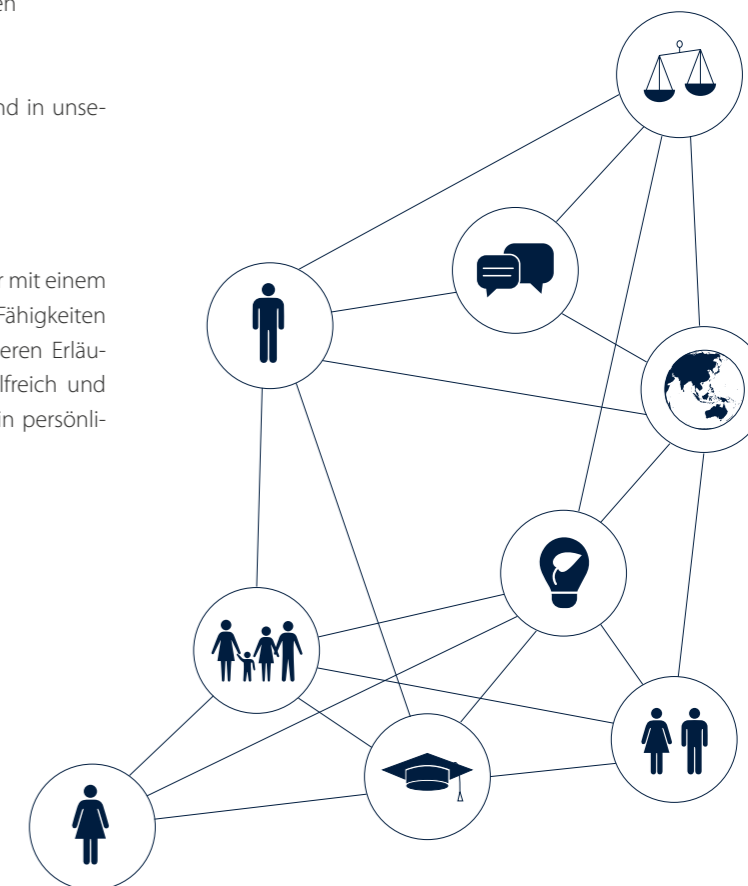 en
nd in unse-
r mit einem
Fähigkeiten
eren Erläu-
lfreich und
in persönli-